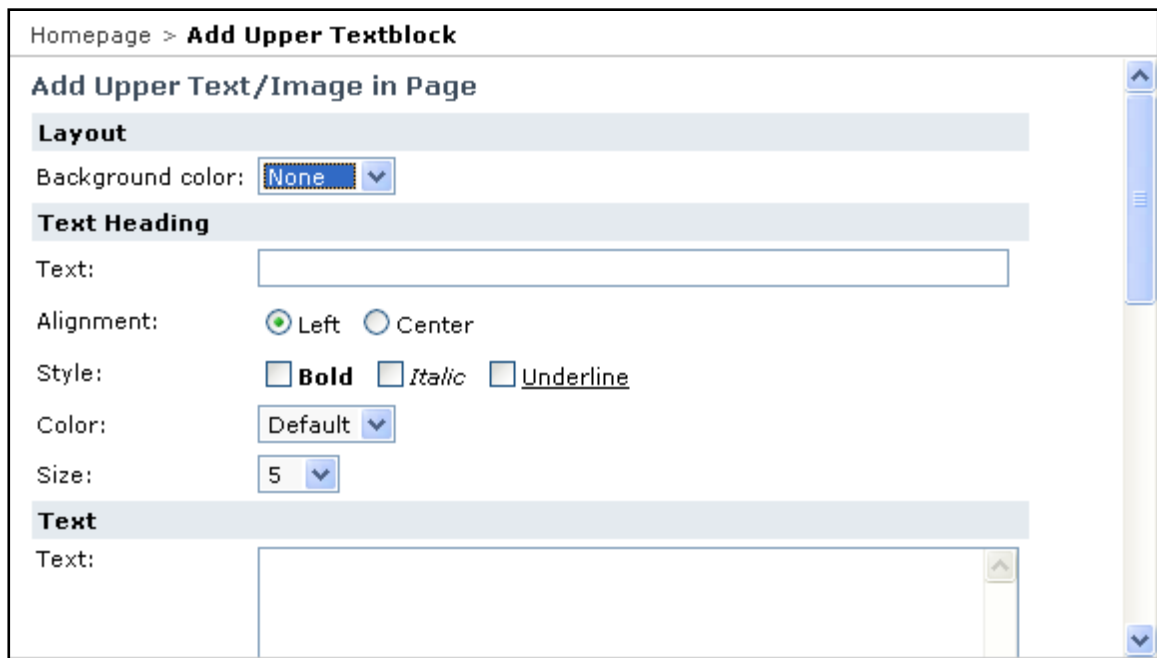 Homepage > Add Upper Textblock
Add Upper Text/Image in Page
Layout
Background color: None
Text Heading
Text:
Alignment: Left Center
Style: Bold Italic Underline
Color: Default
Size: 5
Text
Text: